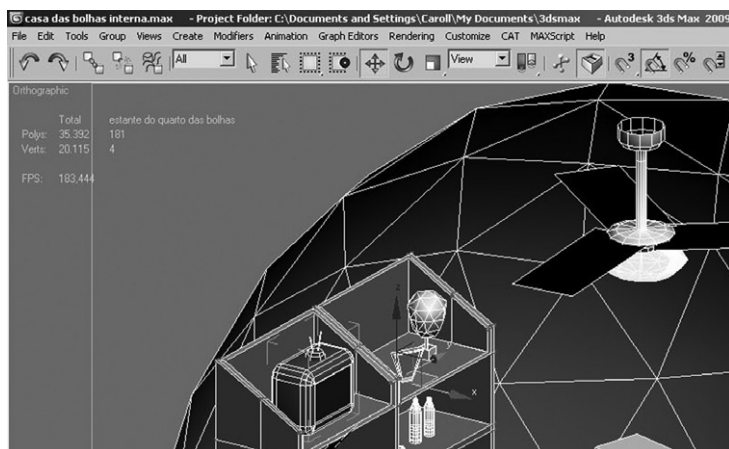 casa das bolhas interna.max - Project Folder: C:\Documents and Settings\Caroll\My Documents\3dsmax - Autodesk 3ds Max 2009
File Edit Tools Group Views Create Modifiers Animation Graph Editors Rendering Customize CAT MAXScript Help
All View 3 %
Orthographic
Total estante do quarto das bolhas
Polys: 35.392 181
Verts: 20.115 4
FPS: 183,444
z
y
x